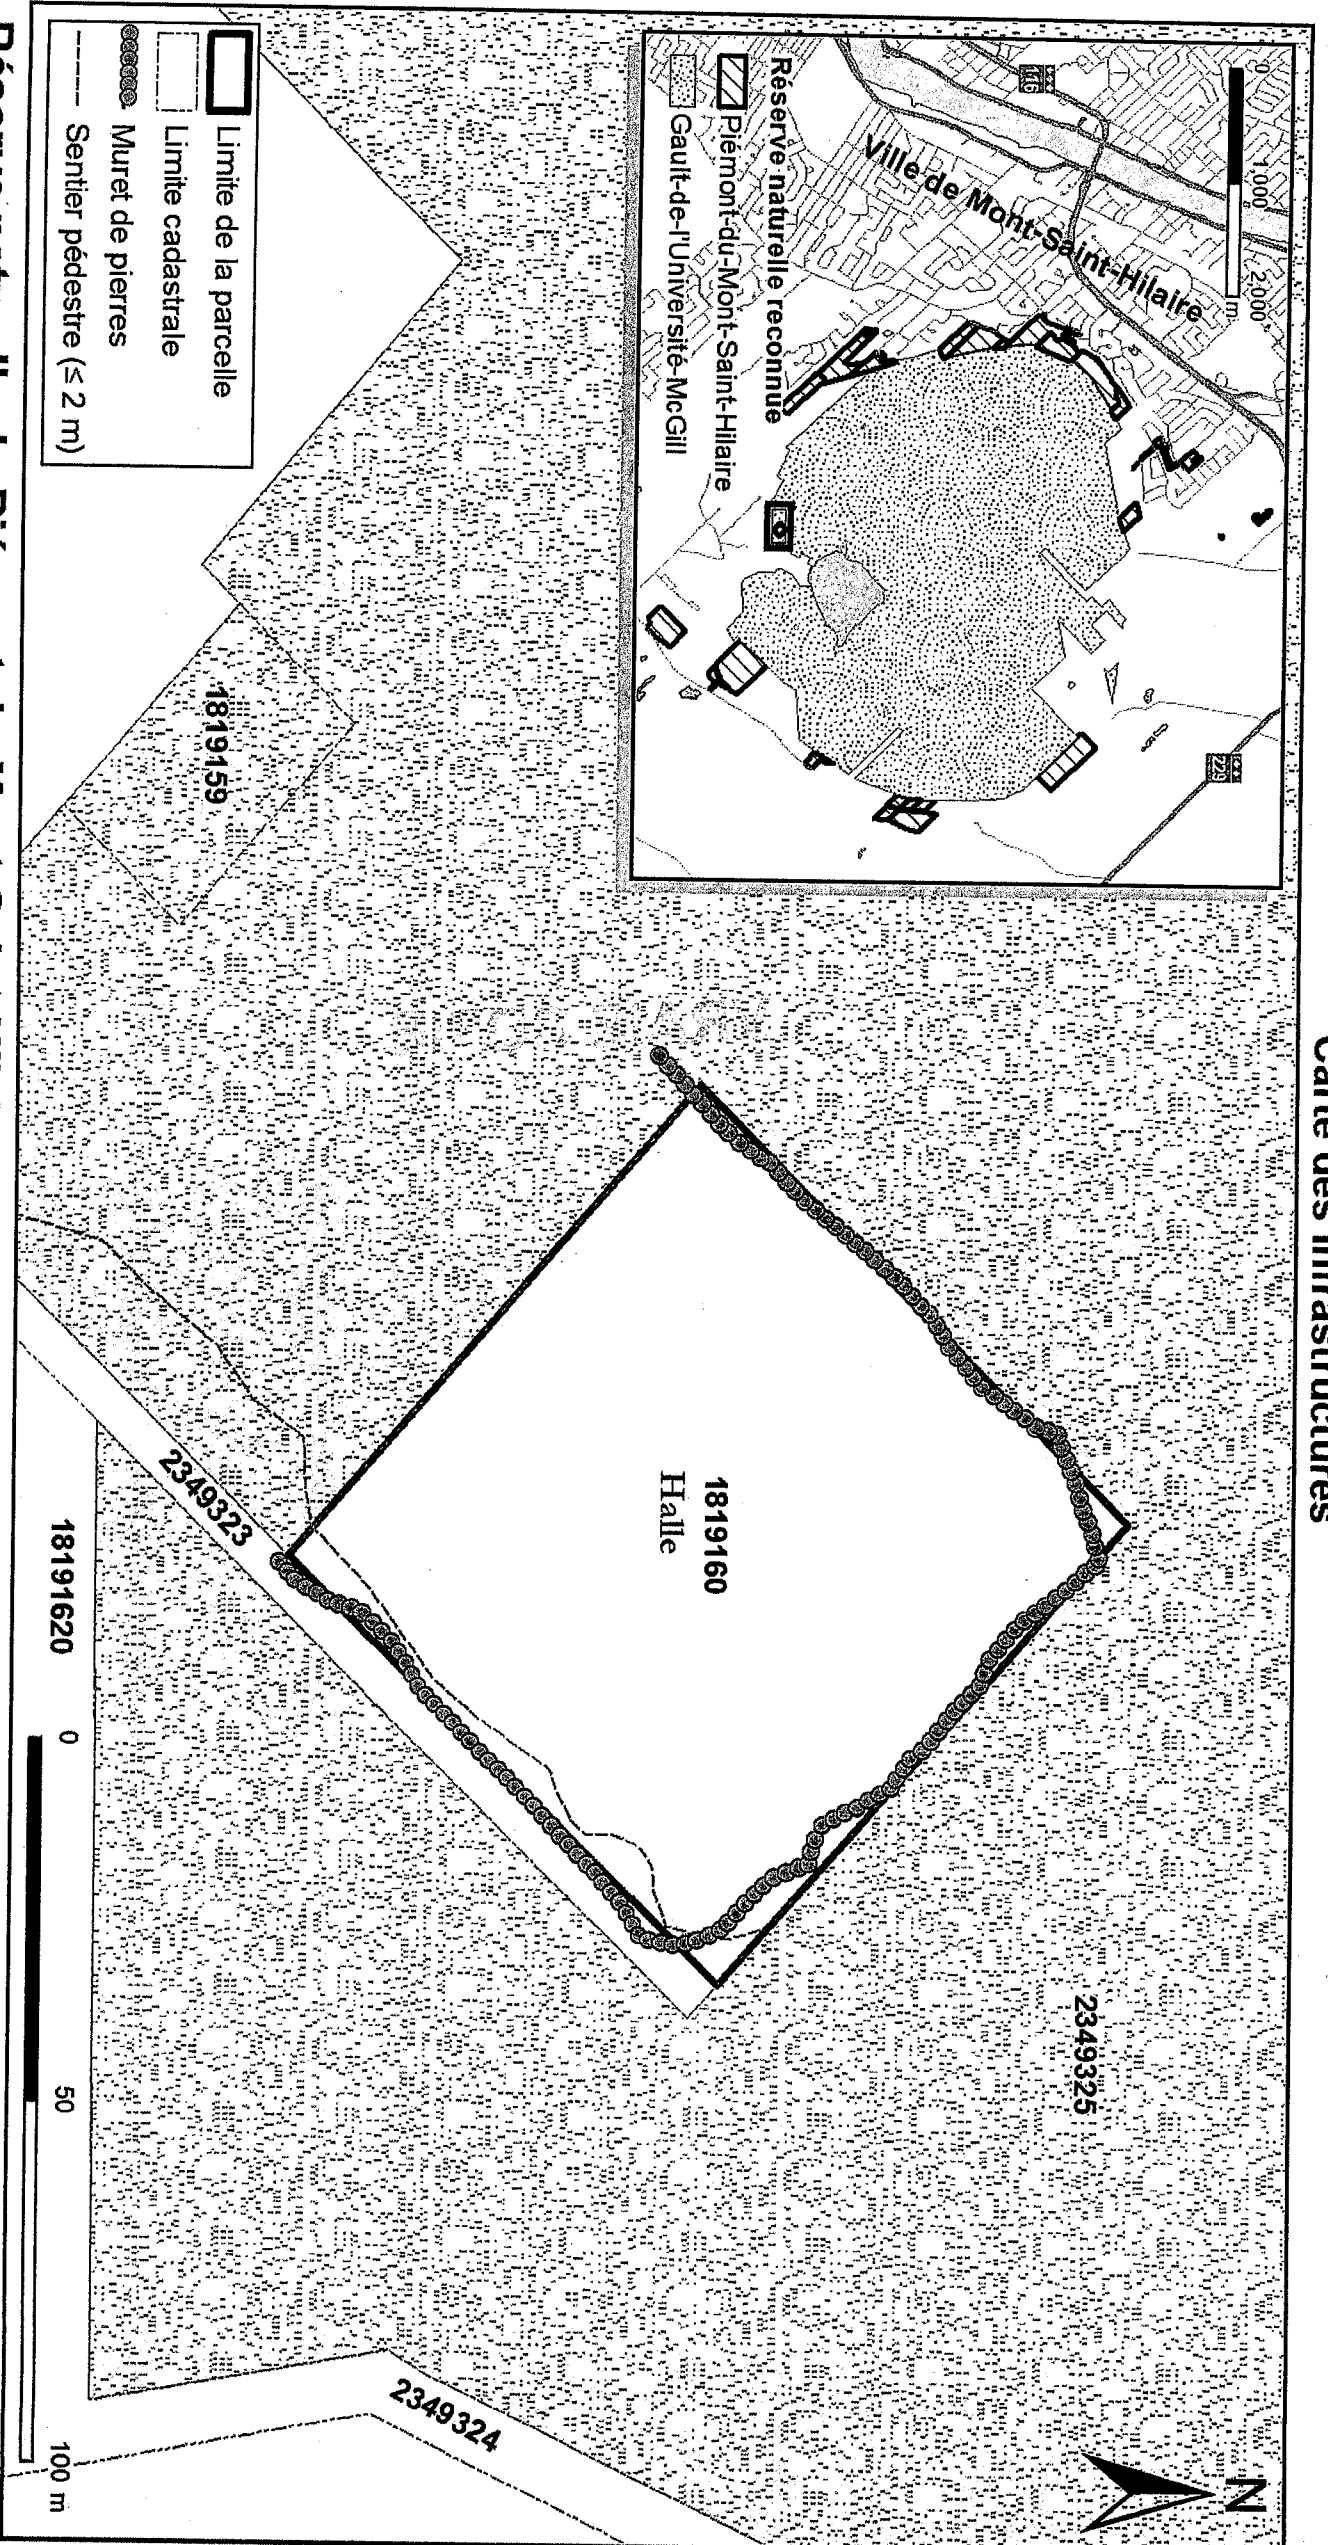 Carte des infrastructures
N
0 1 000 2 000
m
116
Ville de Mont-Saint-Hilaire
229
Réserve naturelle reconnue
Piémont-du-Mont-Saint-Hilaire
Gault-de-l'Université-McGill
2349325
1819160
Halle
2349324
1819159
2349323
1819620
Limite de la parcelle
Limite cadastrale
Muret de pierres
Sentier pédestre (≤ 2 m)
0 50 100 m